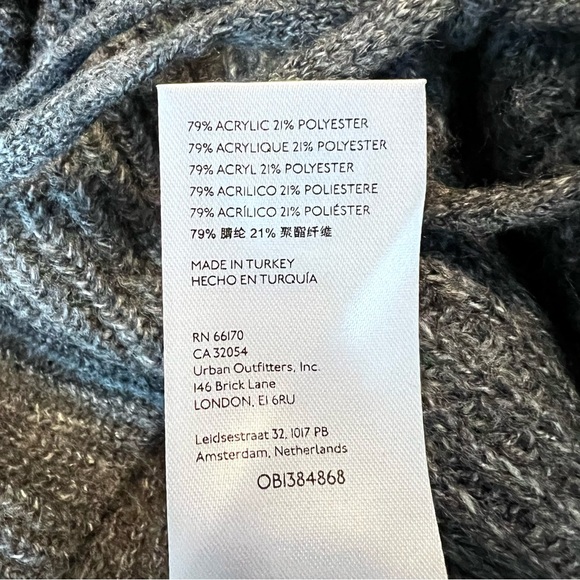 79% ACRYLIC 21% POLYESTER
79% ACRYLIQUE 21% POLYESTER
79% ACRYL 21% POLYESTER
79% ACRILICO 21% POLIESTERE
79% ACRÍLICO 21% POLIÉSTER
79% 腈纶 21% 聚酯纤维
MADE IN TURKEY
HECHO EN TURQUÍA
RN 66170
CA 32054
Urban Outfitters, Inc.
146 Brick Lane
LONDON, E1 6RU
Leidsestraat 32, 1017 PB
Amsterdam, Netherlands
OB1384868